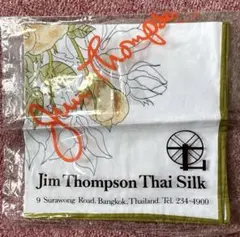 Jim Thompson
Jim Thompson Thai Silk
9 Surawong Road, Bangkok, Thailand. Tel. 234-4900